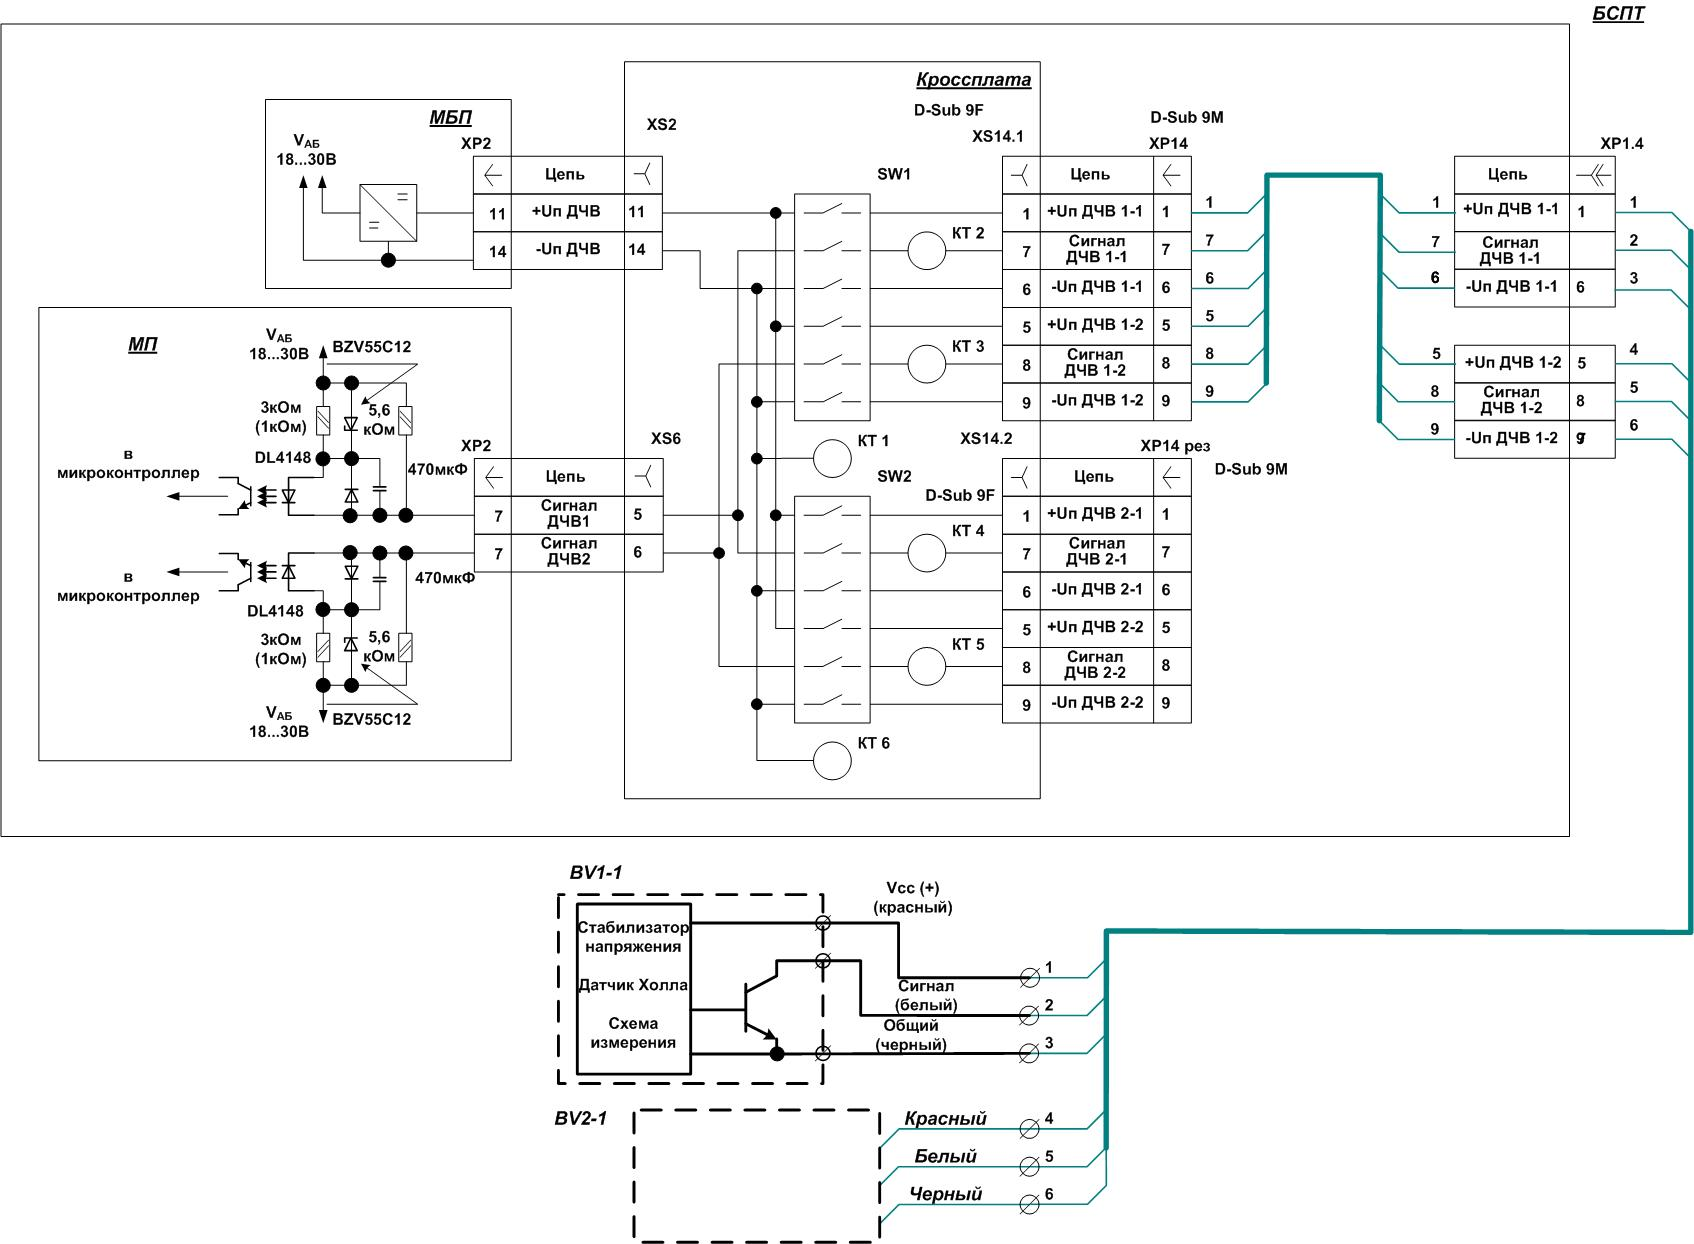 БСПТ
Кроссплата
D-Sub 9F
МБП
VАБ
18...30В
XP2
XS2
Цепь
11
+Uп ДЧВ
11
14
-Uп ДЧВ
14
SW1
КТ 2
КТ 3
КТ 1
XS14.1
D-Sub 9M
XP14
Цепь
1
+Uп ДЧВ 1-1
1
1
7
Сигнал
ДЧВ 1-1
7
7
6
-Uп ДЧВ 1-1
6
6
5
+Uп ДЧВ 1-2
5
5
8
Сигнал
ДЧВ 1-2
8
8
9
-Uп ДЧВ 1-2
9
9
XP1.4
Цепь
1
+Uп ДЧВ 1-1
1
1
7
Сигнал
ДЧВ 1-1
2
6
-Uп ДЧВ 1-1
6
3
5
+Uп ДЧВ 1-2
5
4
8
Сигнал
ДЧВ 1-2
8
5
9
-Uп ДЧВ 1-2
6
МП
VАБ
18...30В
BZV55C12
3кОм
(1кОм)
5,6
кОм
DL4148
470мкФ
в
микроконтроллер
в
микроконтроллер
470мкФ
DL4148
3кОм
(1кОм)
5,6
кОм
VАБ
18...30В
BZV55C12
XP2
XS6
Цепь
7
Сигнал
ДЧВ1
5
7
Сигнал
ДЧВ2
6
SW2
D-Sub 9F
КТ 4
КТ 5
КТ 6
XS14.2
XP14 рез
D-Sub 9M
Цепь
1
+Uп ДЧВ 2-1
1
7
Сигнал
ДЧВ 2-1
7
6
-Uп ДЧВ 2-1
6
5
+Uп ДЧВ 2-2
5
8
Сигнал
ДЧВ 2-2
8
9
-Uп ДЧВ 2-2
9
BV1-1
Стабилизатор
напряжения
Датчик Холла
Схема
измерения
Vcc (+)
(красный)
1
Сигнал
(белый)
2
Общий
(черный)
3
BV2-1
Красный
4
Белый
5
Черный
6